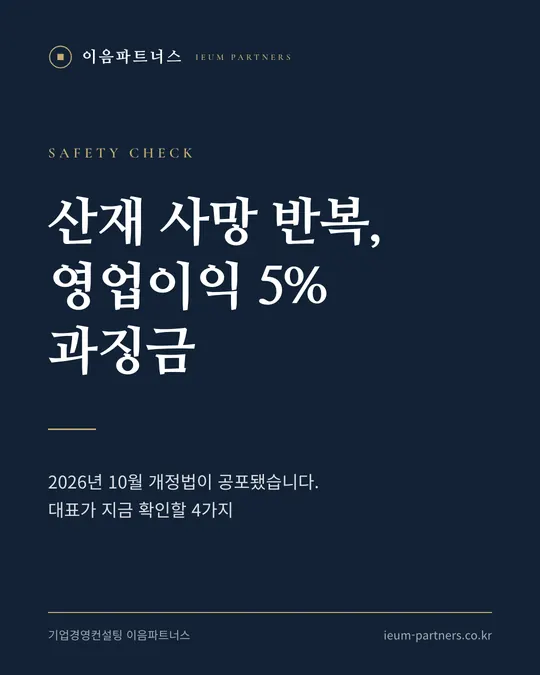 이음파트너스 IEUM PARTNERS
SAFETY CHECK
산재 사망 반복,
영업이익 5%
과징금
2026년 10월 개정법이 공포됐습니다.
대표가 지금 확인할 4가지
기업경영컨설팅 이음파트너스
ieum-partners.co.kr